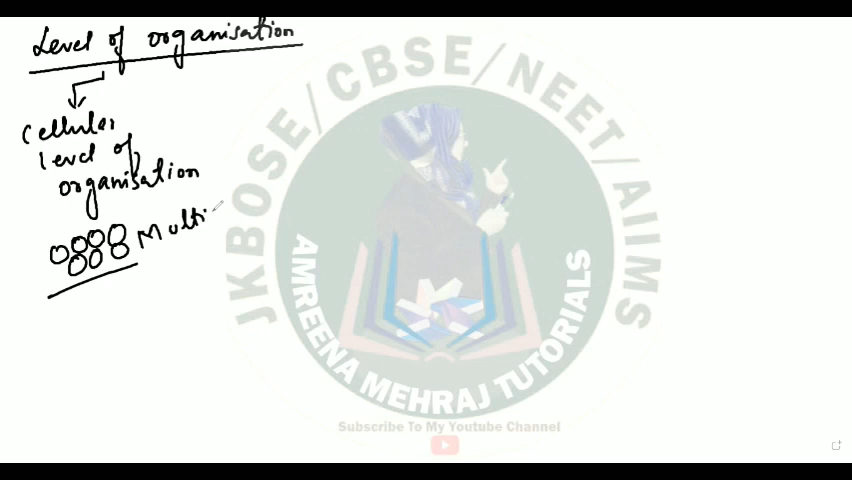 Level of organisation
Cellular
level of
organisation
Multi
JKBOSE/CBSE/NEET/AIIMS
AMREENA MEHRAJ TUTORIALS
Subscribe To My Youtube Channel